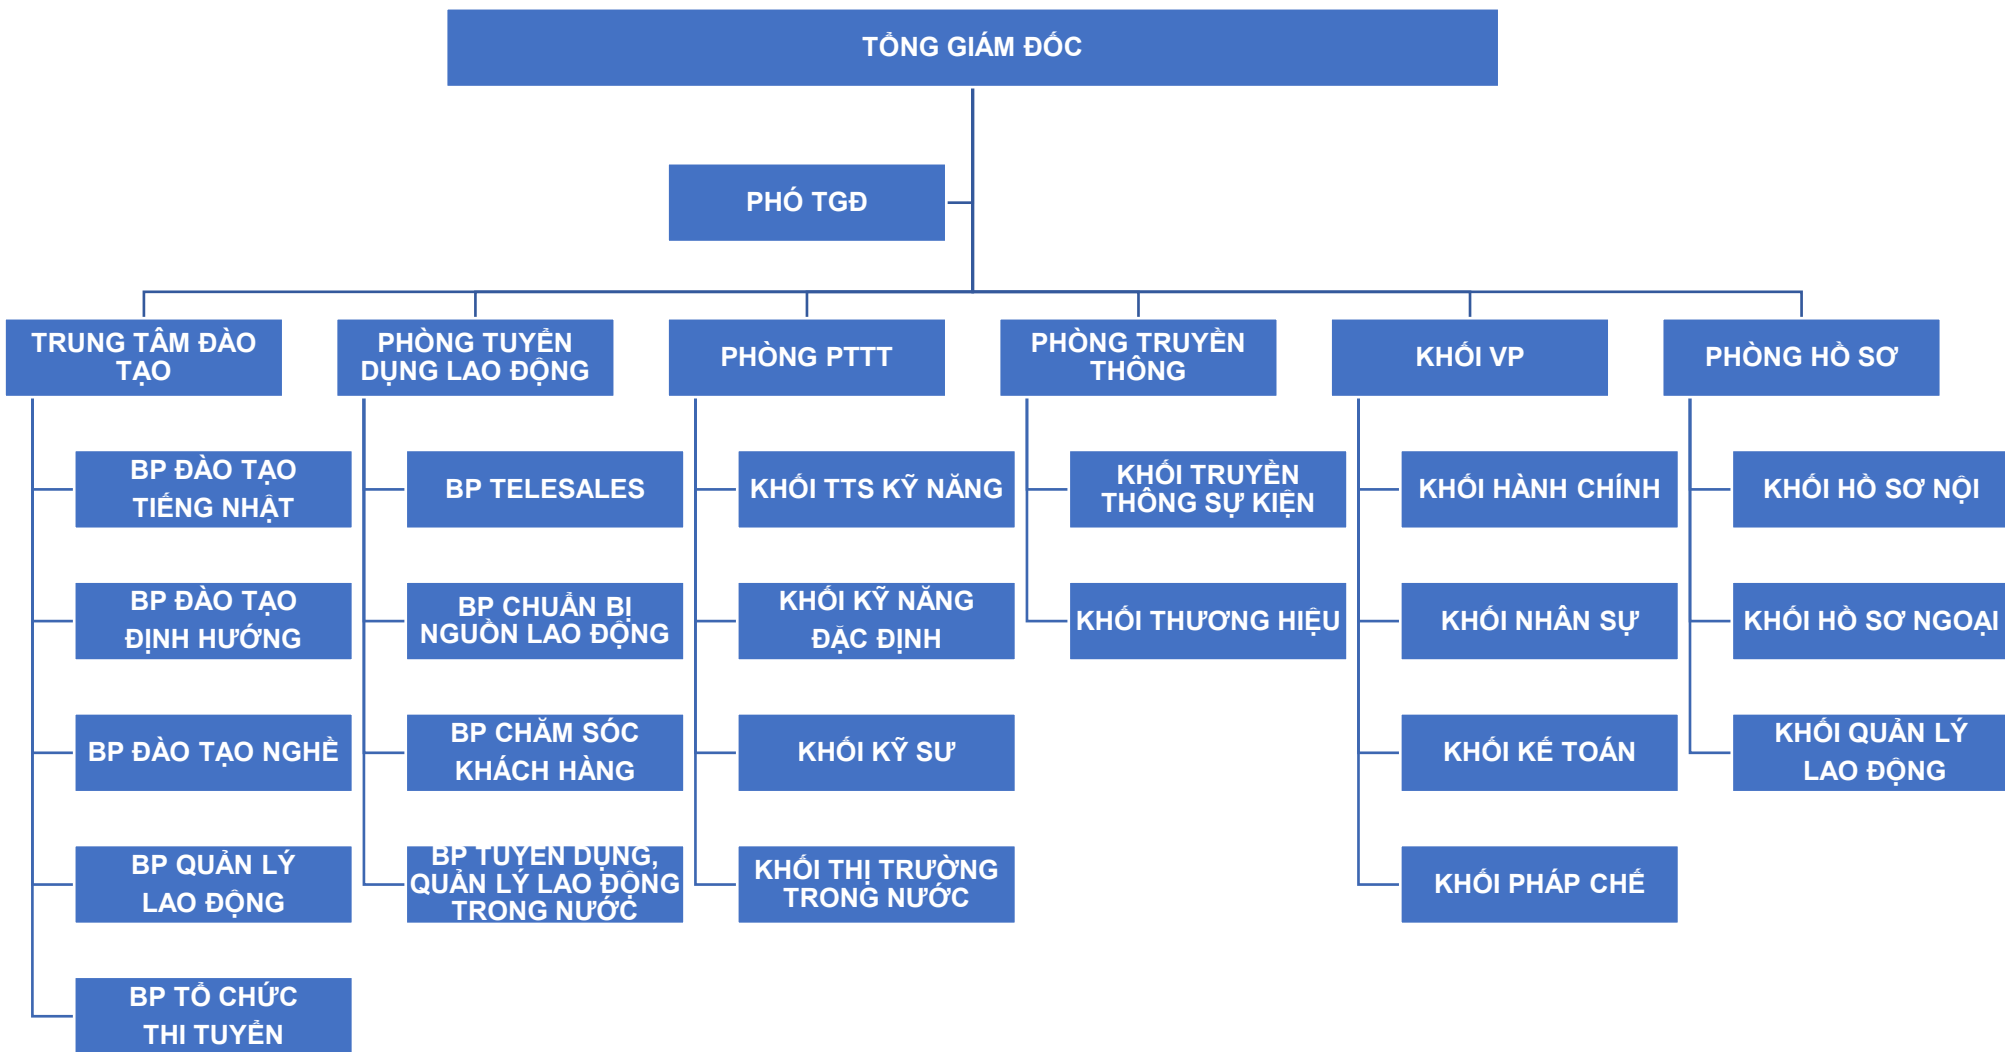 TỔNG GIÁM ĐỐC
PHÓ TGĐ
TRUNG TÂM ĐÀO
TẠO
PHÒNG TUYỂN
DỤNG LAO ĐỘNG
PHÒNG PTTT
PHÒNG TRUYỀN
THÔNG
KHỐI VP
PHÒNG HỒ SƠ
BP ĐÀO TẠO
TIẾNG NHẬT
BP TELESALES
KHỐI TTS KỸ NĂNG
KHỐI TRUYỀN
THÔNG SỰ KIỆN
KHỐI HÀNH CHÍNH
KHỐI HỒ SƠ NỘI
BP ĐÀO TẠO
ĐỊNH HƯỚNG
BP CHUẨN BỊ
NGUỒN LAO ĐỘNG
KHỐI KỸ NĂNG
ĐẶC ĐỊNH
KHỐI THƯƠNG HIỆU
KHỐI NHÂN SỰ
KHỐI HỒ SƠ NGOẠI
BP ĐÀO TẠO NGHỀ
BP CHĂM SÓC
KHÁCH HÀNG
KHỐI KỸ SƯ
KHỐI KẾ TOÁN
KHỐI QUẢN LÝ
LAO ĐỘNG
BP QUẢN LÝ
LAO ĐỘNG
BP TUYỂN DỤNG,
QUẢN LÝ LAO ĐỘNG
TRONG NƯỚC
KHỐI THỊ TRƯỜNG
TRONG NƯỚC
KHỐI PHÁP CHẾ
BP TỔ CHỨC
THI TUYỂN